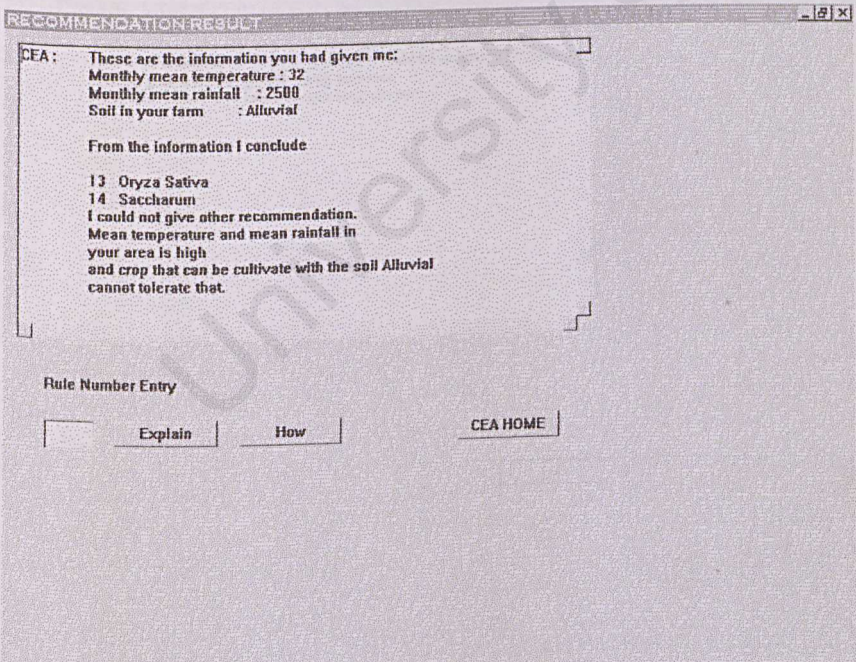 RECOMMENDATION RESULT
CEA : These are the information you had given me:
Monthly mean temperature : 32
Monthly mean rainfall : 2500
Soil in your farm : Alluvial
From the information I conclude
13 Oryza Sativa
14 Saccharum
I could not give other recommendation.
Mean temperature and mean rainfall in
your area is high
and crop that can be cultivate with the soil Alluvial
cannot tolerate that.
Rule Number Entry
Explain How CEA HOME
University